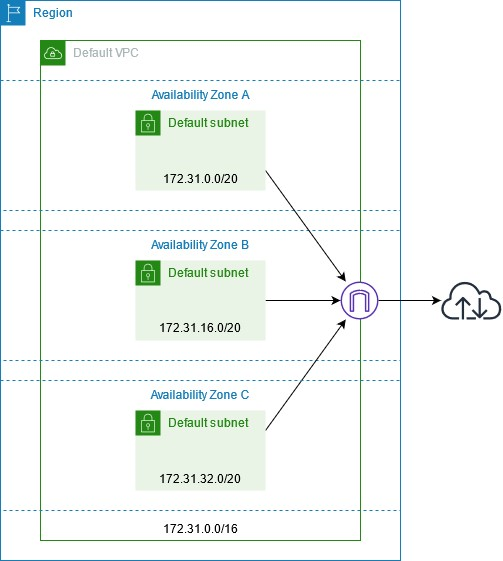 Region
Default VPC
Availability Zone A
Default subnet
172.31.0.0/20
Availability Zone B
Default subnet
172.31.16.0/20
Availability Zone C
Default subnet
172.31.32.0/20
172.31.0.0/16